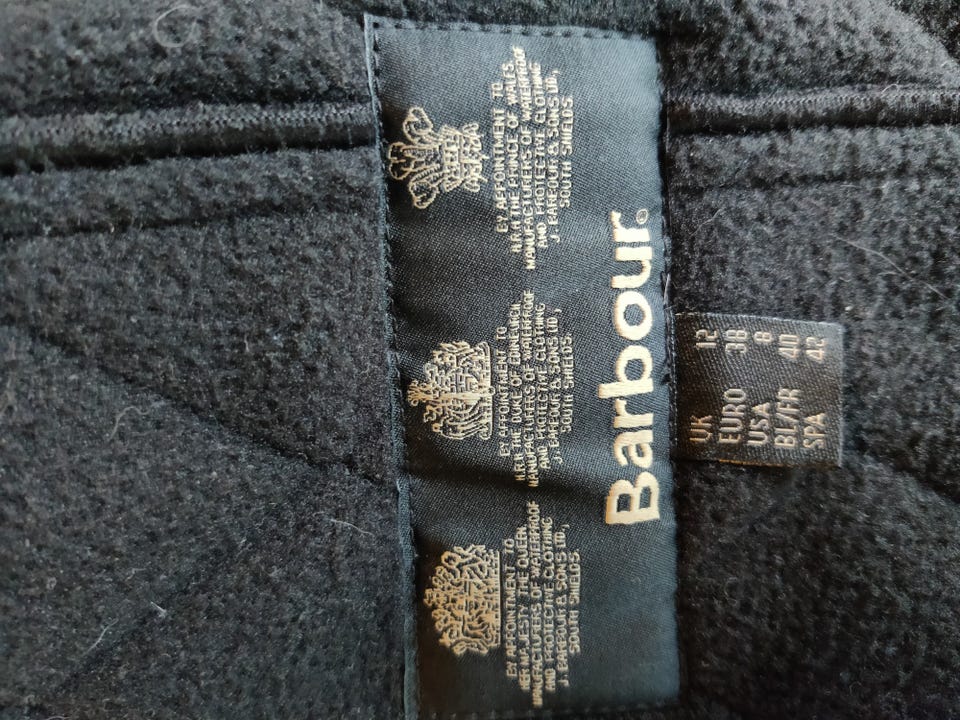 BY APPOINTMENT TO
HER MAJESTY THE QUEEN
MANUFACTURERS OF WATERPROOF
AND PROTECTIVE CLOTHING
J. BARBOUR & SONS LTD,
SOUTH SHIELDS.
BY APPOINTMENT TO
H.R.H. THE DUKE OF EDINBURGH
MANUFACTURERS OF WATERPROOF
AND PROTECTIVE CLOTHING
J. BARBOUR & SONS LTD,
SOUTH SHIELDS.
BY APPOINTMENT TO
H.R.H. THE PRINCE OF WALES.
MANUFACTURERS OF WATERPROOF
AND PROTECTIVE CLOTHING
J. BARBOUR & SONS LTD,
SOUTH SHIELDS.
Barbour®
UK 12
EURO 38
USA 8
BL/FR 40
SPA 42